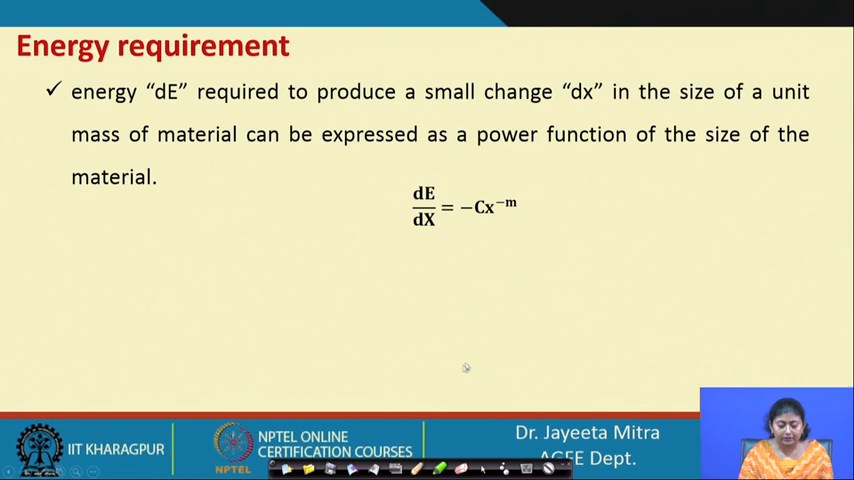 Energy requirement
✓ energy “dE” required to produce a small change “dx” in the size of a unit
mass of material can be expressed as a power function of the size of the
material.
dE/dX = −Cx⁻ᵐ
IIT KHARAGPUR
NPTEL
NPTEL ONLINE
CERTIFICATION COURSES
Dr. Jayeeta Mitra
AGFE Dept.